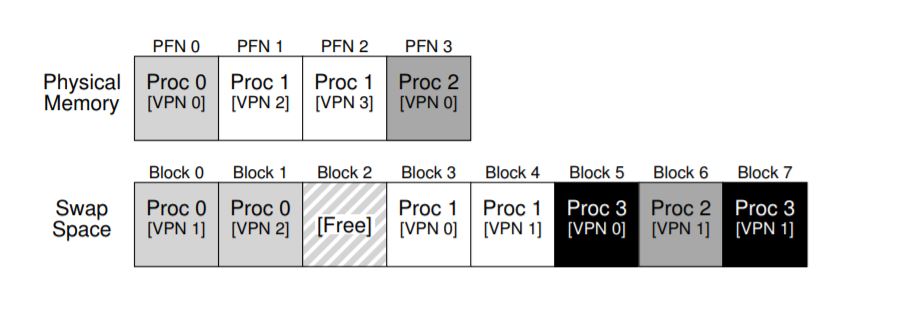 PFN 0 PFN 1 PFN 2 PFN 3
Physical Memory
Proc 0 [VPN 0]
Proc 1 [VPN 2]
Proc 1 [VPN 3]
Proc 2 [VPN 0]
Block 0 Block 1 Block 2 Block 3 Block 4 Block 5 Block 6 Block 7
Swap Space
Proc 0 [VPN 1]
Proc 0 [VPN 2]
[Free]
Proc 1 [VPN 0]
Proc 1 [VPN 1]
Proc 3 [VPN 0]
Proc 2 [VPN 1]
Proc 3 [VPN 1]